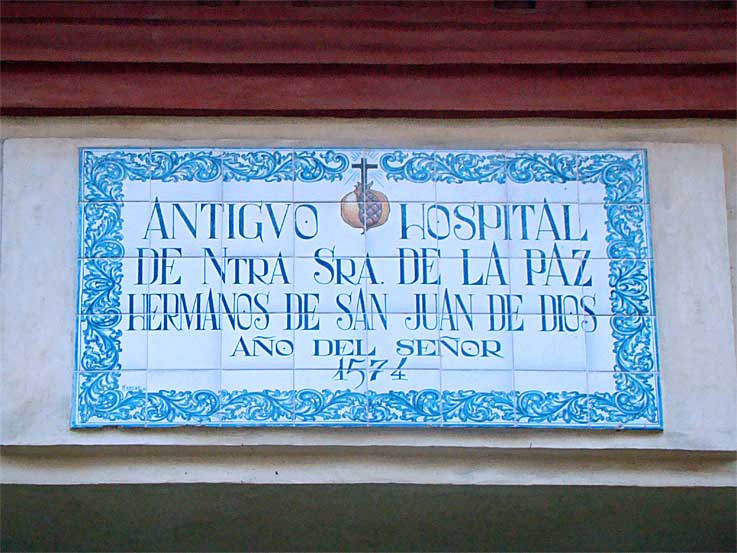 ANTIGVO HOSPITAL
DE NTRA SRA. DE LA PAZ
HERMANOS DE SAN JUAN DE DIOS
AÑO DEL SEÑOR
1574